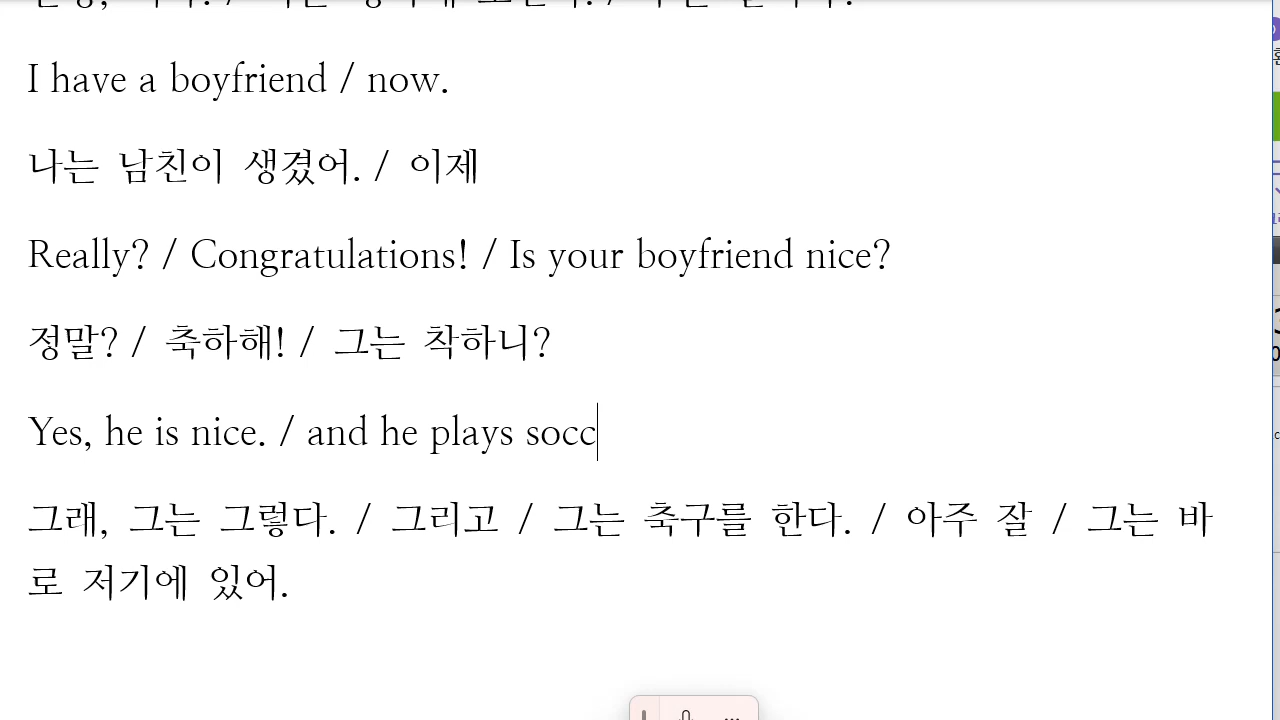 I have a boyfriend / now.
나는 남친이 생겼어. / 이제
Really? / Congratulations! / Is your boyfriend nice?
정말? / 축하해! / 그는 착하니?
Yes, he is nice. / and he plays socc
그래, 그는 그렇다. / 그리고 / 그는 축구를 한다. / 아주 잘 / 그는 바
로 저기에 있어.